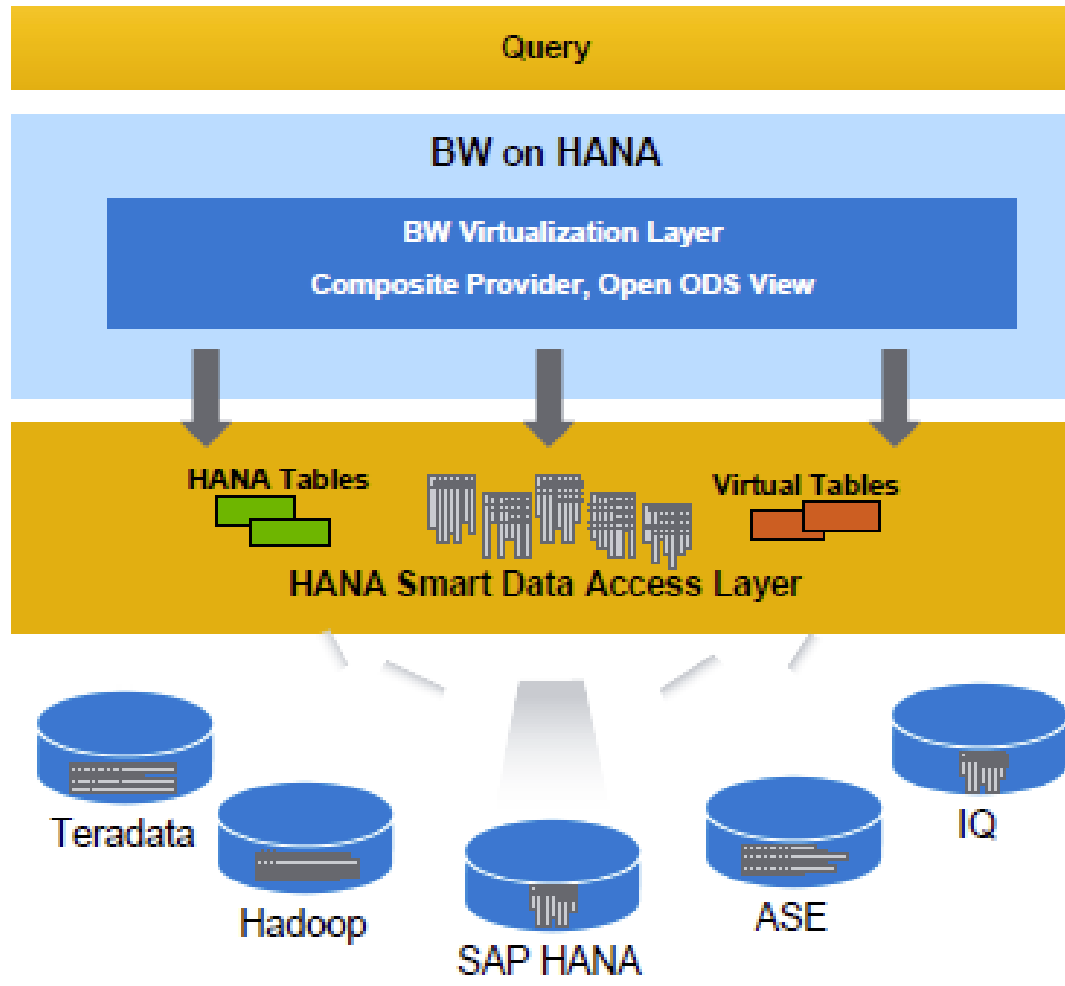 Query
BW on HANA
BW Virtualization Layer
Composite Provider, Open ODS View
HANA Tables
Virtual Tables
HANA Smart Data Access Layer
Teradata
Hadoop
SAP HANA
ASE
IQ